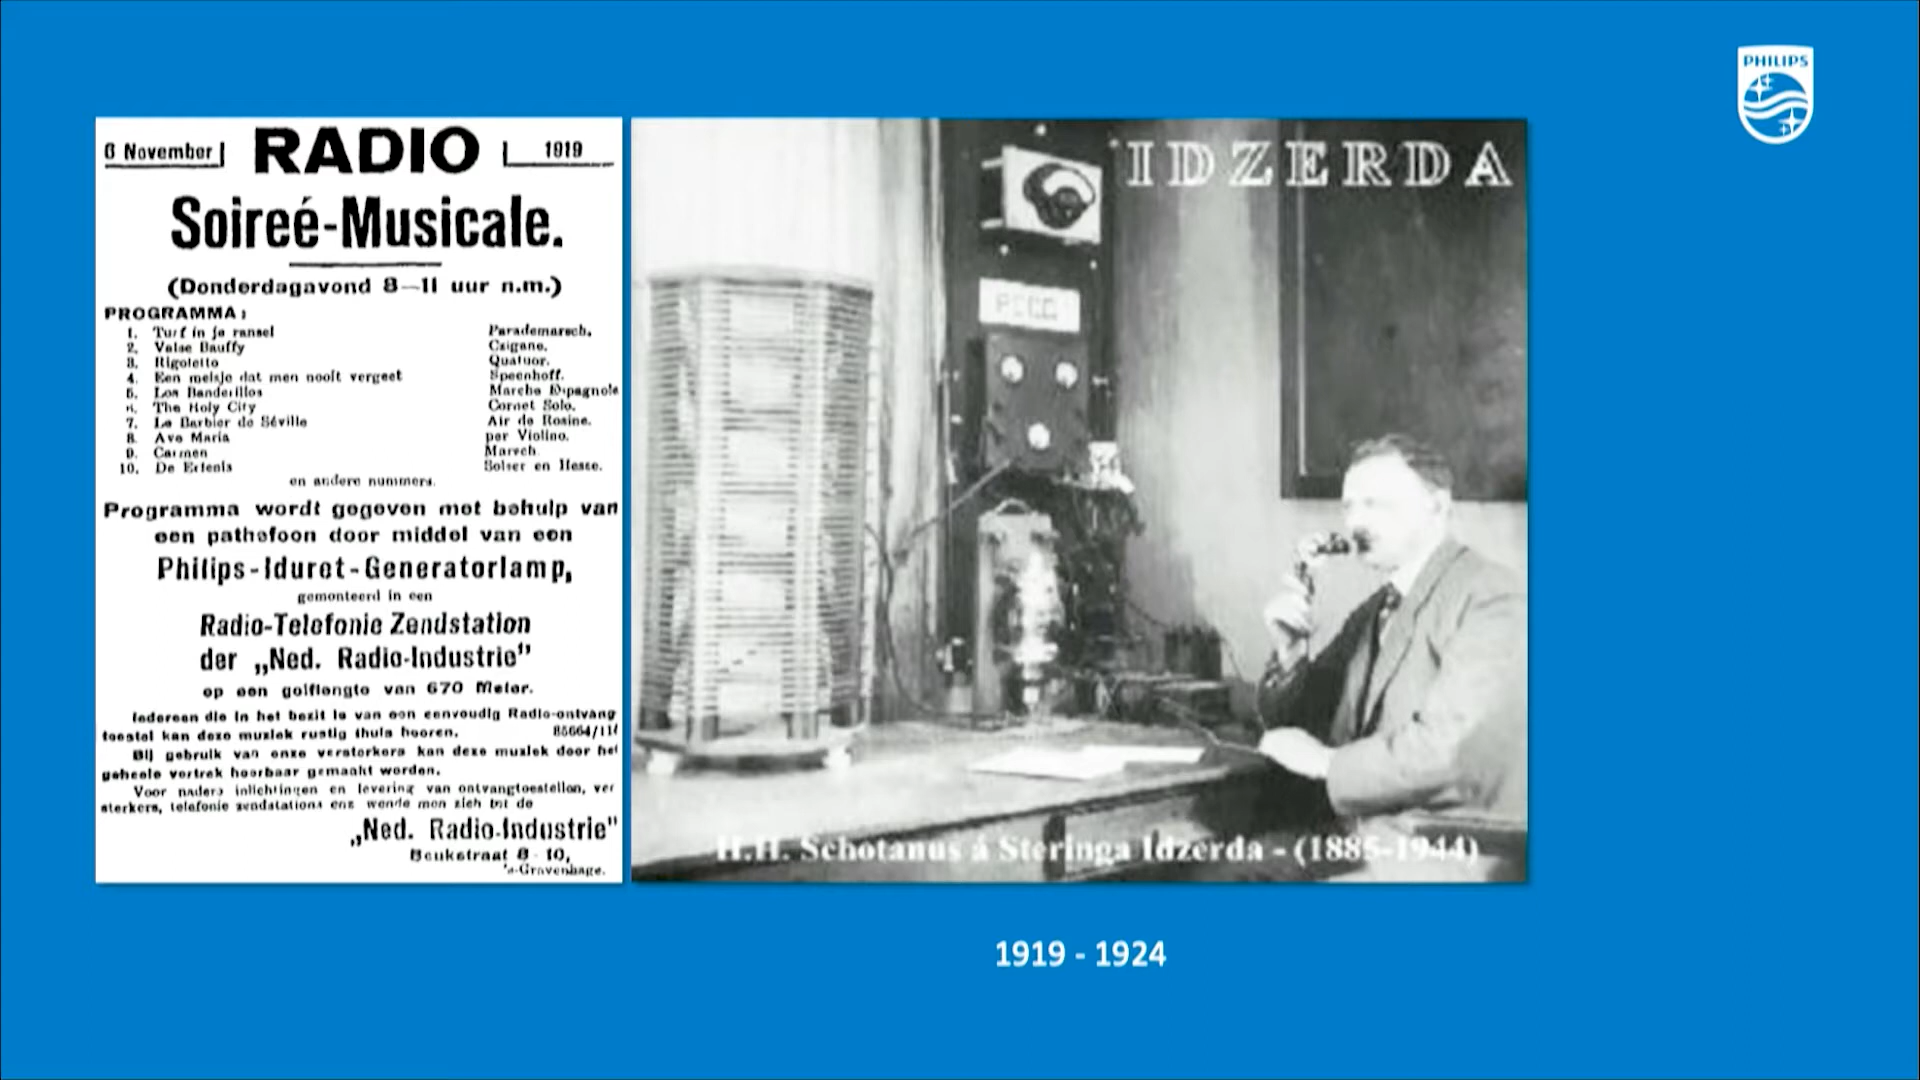 PHILIPS
6 November RADIO 1919
Soireé-Musicale.
(Donderdagavond 8—11 uur n.m.)
PROGRAMMA:
1. Turf in je ransel Parademarsch.
2. Valse Bauffy Czigane.
3. Rigoletto Quatuor.
4. Een meisje dat men nooit vergeet Speenhoff.
5. Los Banderillos Marche Espagnole
6. The Holy City Cornet Solo.
7. Le Barbier de Séville Air de Rosine.
8. Ave Maria per Violino.
9. Carmen Marsch.
10. De Erfenis Solser en Hesse.
en andere nummers.
Programma wordt gegeven met behulp van
een pathefoon door middel van een
Philips-Ideret-Generatorlamp,
gemonteerd in een
Radio-Telefonie Zendstation
der „Ned. Radio-Industrie”
op een golflengte van 670 Meter.
Iedereen die in het bezit is van een eenvoudig Radio-ontvang
toestel kan deze muziek rustig thuis hooren. 85664/11
Bij gebruik van onze versterkers kan deze muziek door het
geheele vertrek hoorbaar gemaakt worden.
Voor nadere inlichtingen en levering van ontvangtoestellen, ver
sterkers, telefonie zendstations enz. wende men zich tot de
„Ned. Radio-Industrie”
Beukstraat 8-10,
's-Gravenhage.
IDZERDA
PCGG
H.H. Schotanus á Steringa Idzerda - (1885-1944)
1919 - 1924